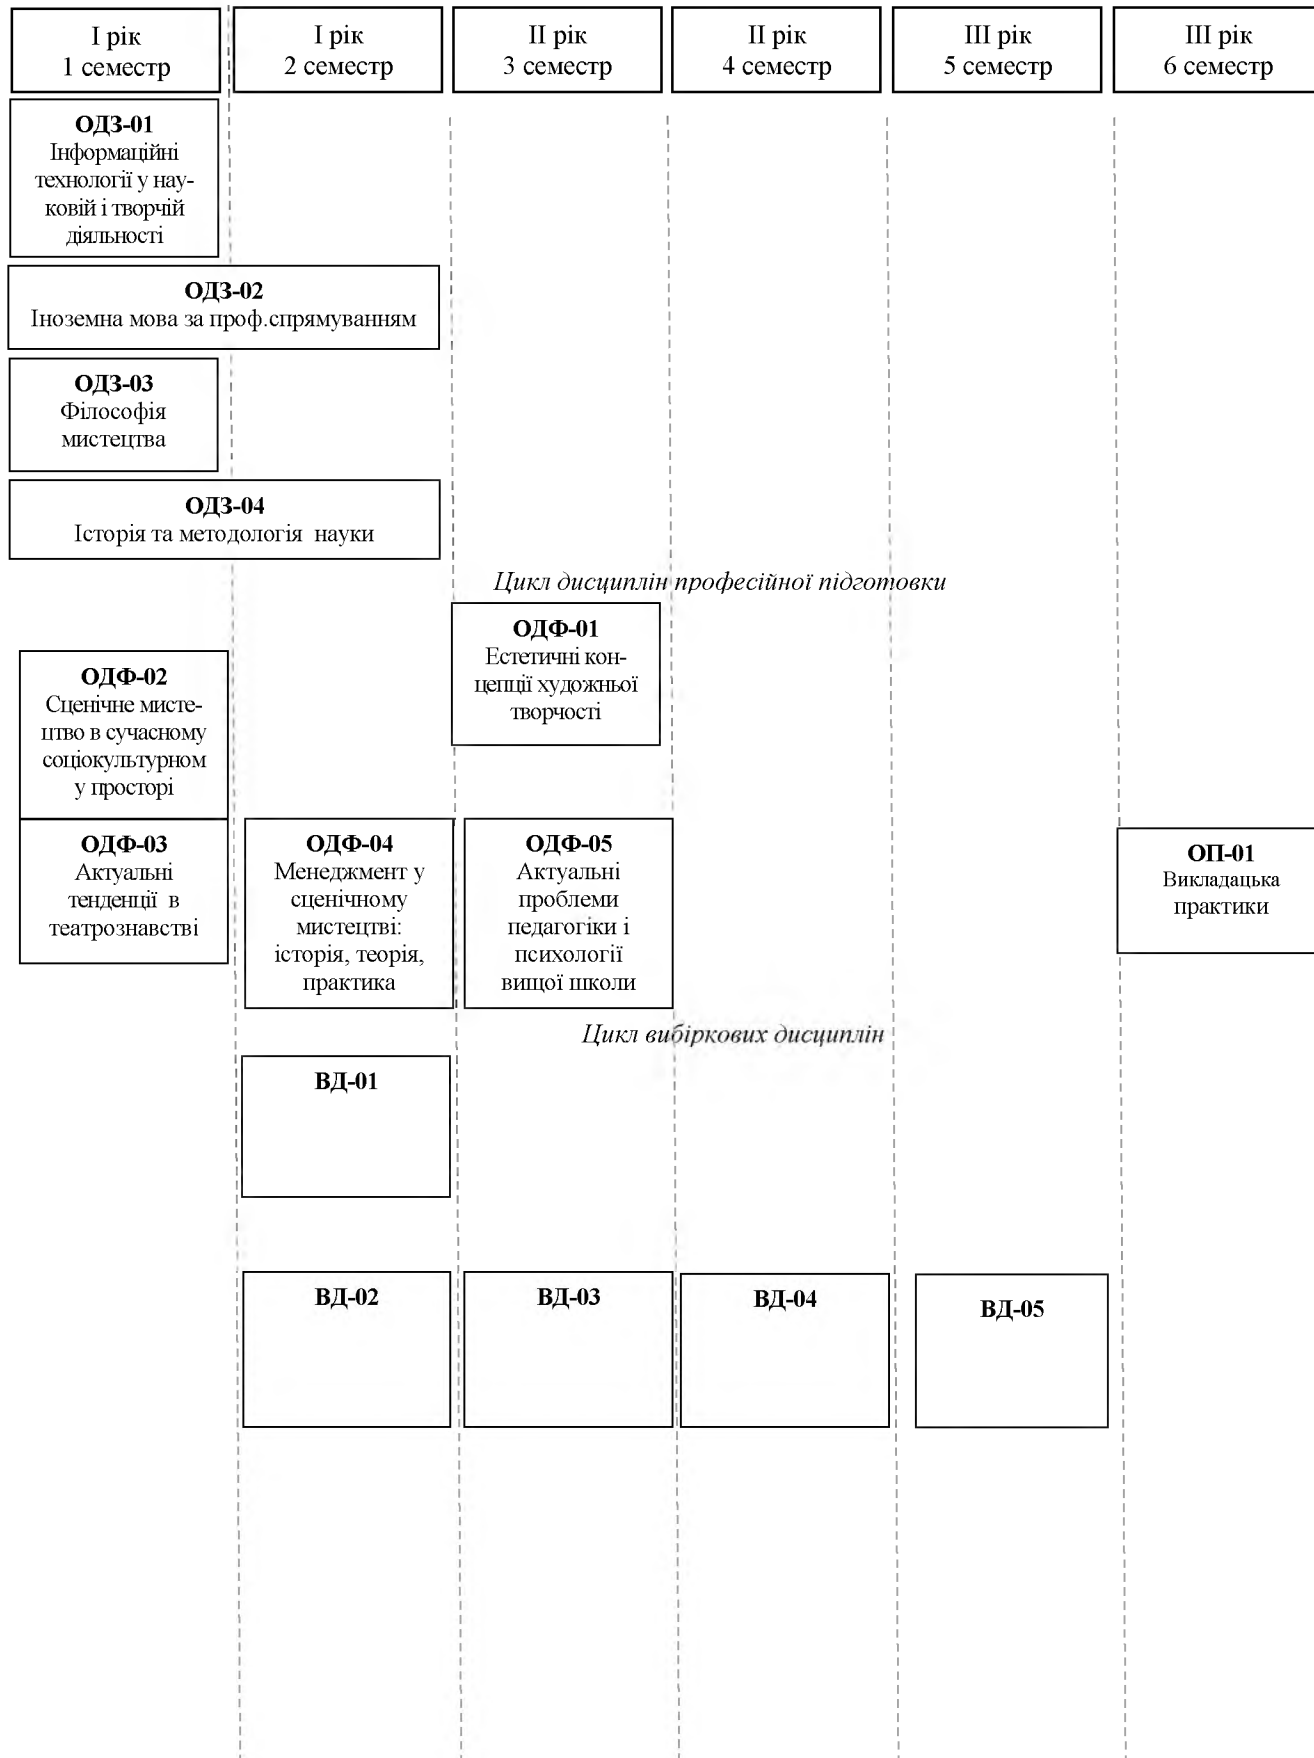 І рік
1 семестр
І рік
2 семестр
ІІ рік
3 семестр
ІІ рік
4 семестр
ІІІ рік
5 семестр
ІІІ рік
6 семестр
ОДЗ-01
Інформаційні
технології у нау-
ковій і творчій
діяльності
ОДЗ-02
Іноземна мова за проф.спрямуванням
ОДЗ-03
Філософія
мистецтва
ОДЗ-04
Історія та методологія науки
Цикл дисциплін професійної підготовки
ОДФ-01
Естетичні кон-
цепції художньої
творчості
ОДФ-02
Сценічне мисте-
цтво в сучасному
соціокультурном
у просторі
ОДФ-03
Актуальні
тенденції в
театрознавстві
ОДФ-04
Менеджмент у
сценічному
мистецтві:
історія, теорія,
практика
ОДФ-05
Актуальні
проблеми
педагогіки і
психології
вищої школи
ОП-01
Викладацька
практики
Цикл вибіркових дисциплін
ВД-01
ВД-02
ВД-03
ВД-04
ВД-05